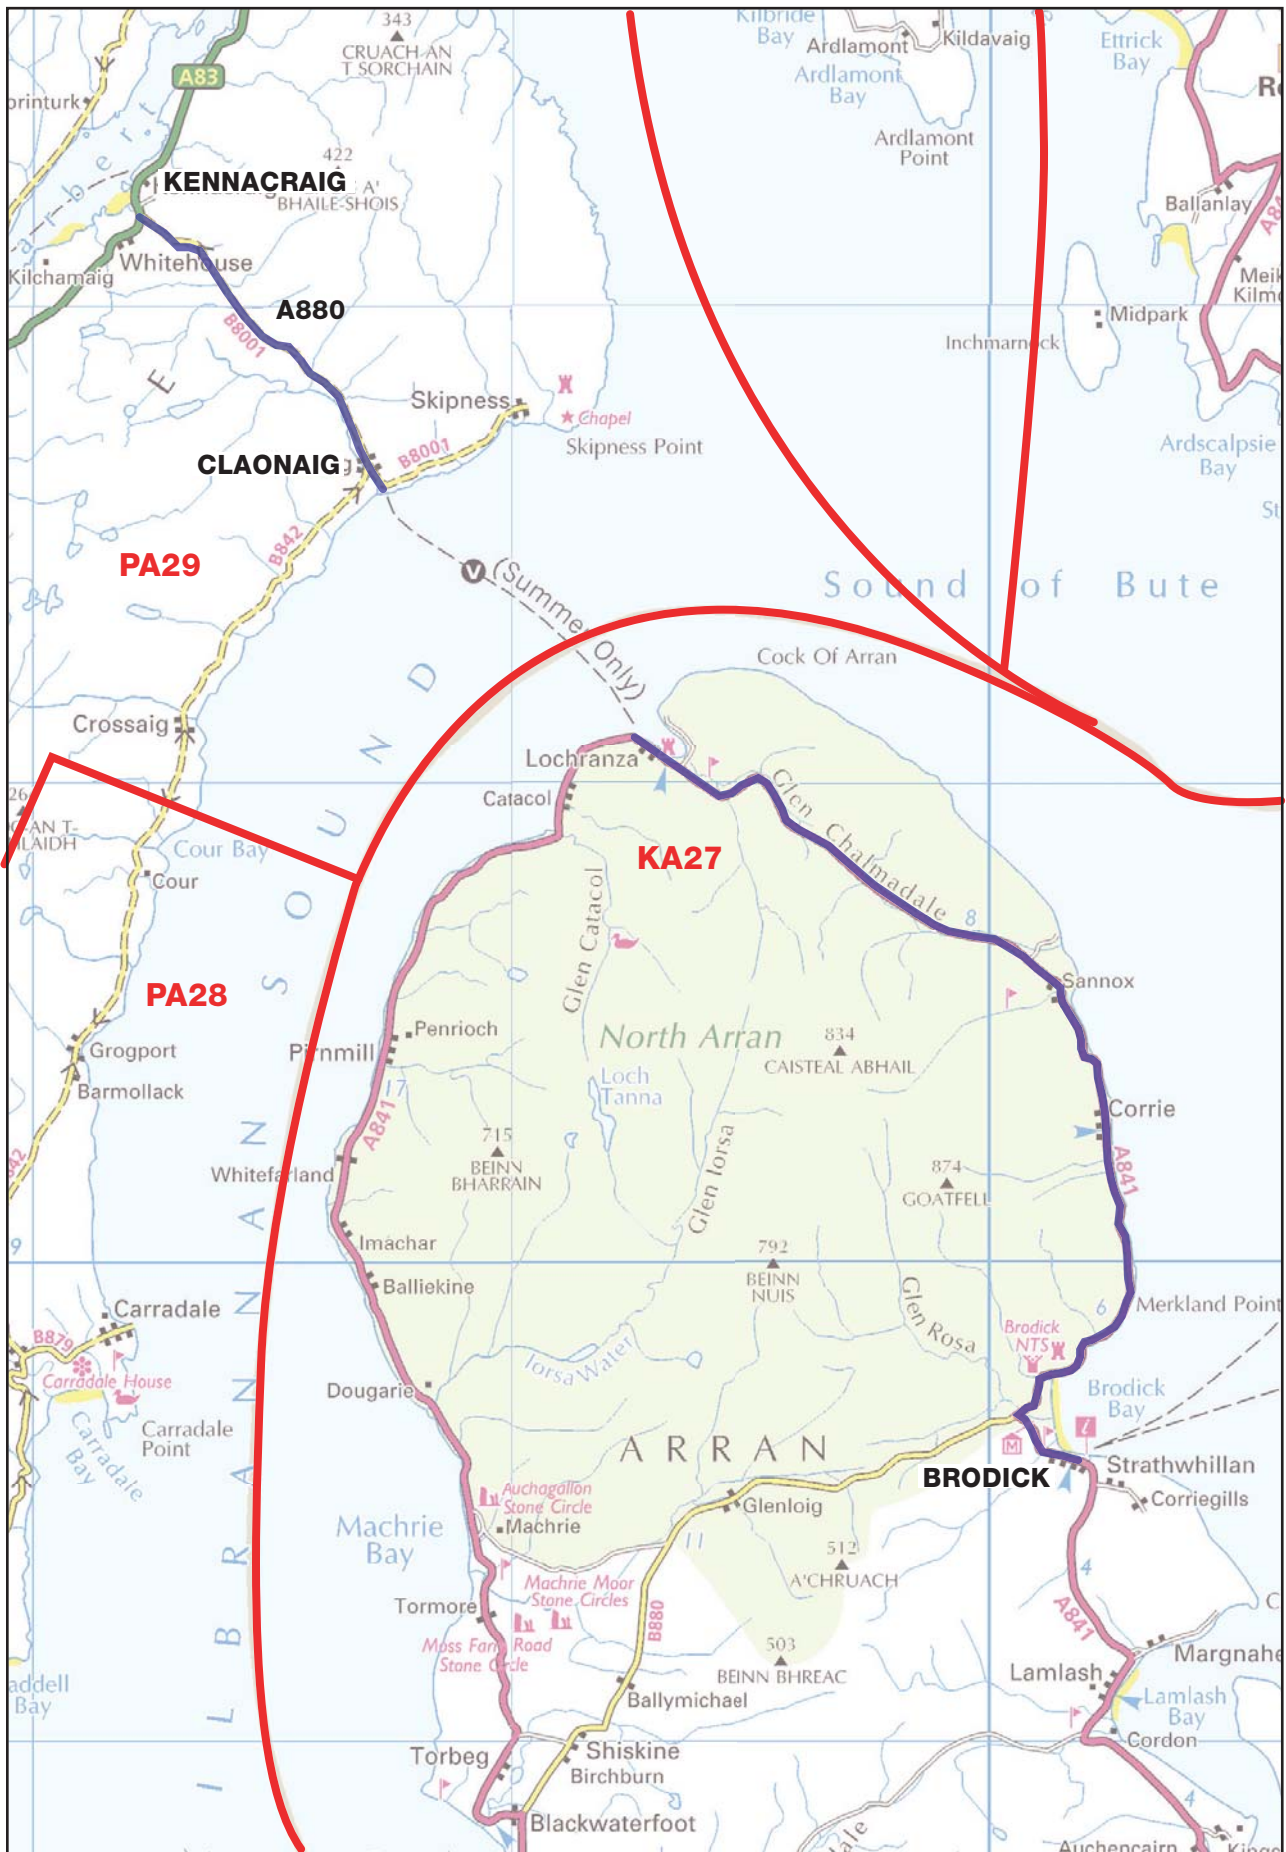 343
CRUACH AN
T SORCHAIN
Kilbride
Bay
Ardlamont
Kildavaig
Ardlamont
Bay
Ettrick
Bay
A83
Ardlamont
Point
422
KENNACRAIG
A'
BHAILE-SHOIS
Ballanlay
Whitehouse
Kilchamaig
A880
B8001
Midpark
Inchmarnock
Skipness
Chapel
Skipness Point
B8001
CLAONAIG
Ardscalpsie
Bay
B842
PA29
V
(Summer Only)
Sound of Bute
Cock Of Arran
Crossaig
Lochranza
Catacol
Glen Chalmadale
KA27
Cour Bay
Cour
8
Glen Catacol
Sannox
PA28
North Arran
834
CAISTEAL ABHAIL
Penrioch
Pirnmill
17
A841
Loch
Tanna
Grogport
Barmollack
Corrie
A841
715
BEINN
BHARRAIN
Glen Iorsa
874
GOATFELL
Whitefarland
Imachar
792
BEINN
NUIS
9
Balliekine
Glen Rosa
6
Merkland Point
Carradale
B879
Carradale House
Brodick
NTS
Iorsa Water
Dougarie
Brodick
Bay
Carradale
Point
Carradale
Bay
ARRAN
M
i
BRODICK
Strathwhillan
Corriegills
Auchagallon
Stone Circle
Machrie
Glenloig
Machrie
Bay
11
512
A'CHRUACH
4
A841
Machrie Moor
Stone Circles
Tormore
B880
Moss Farm Road
Stone Circle
503
BEINN BHREAC
Lamlash
Lamlash
Bay
Ballymichael
Cordon
Torbeg
Shiskine
Birchburn
4
Blackwaterfoot
Auchencairn
KILBRANNAN SOUND